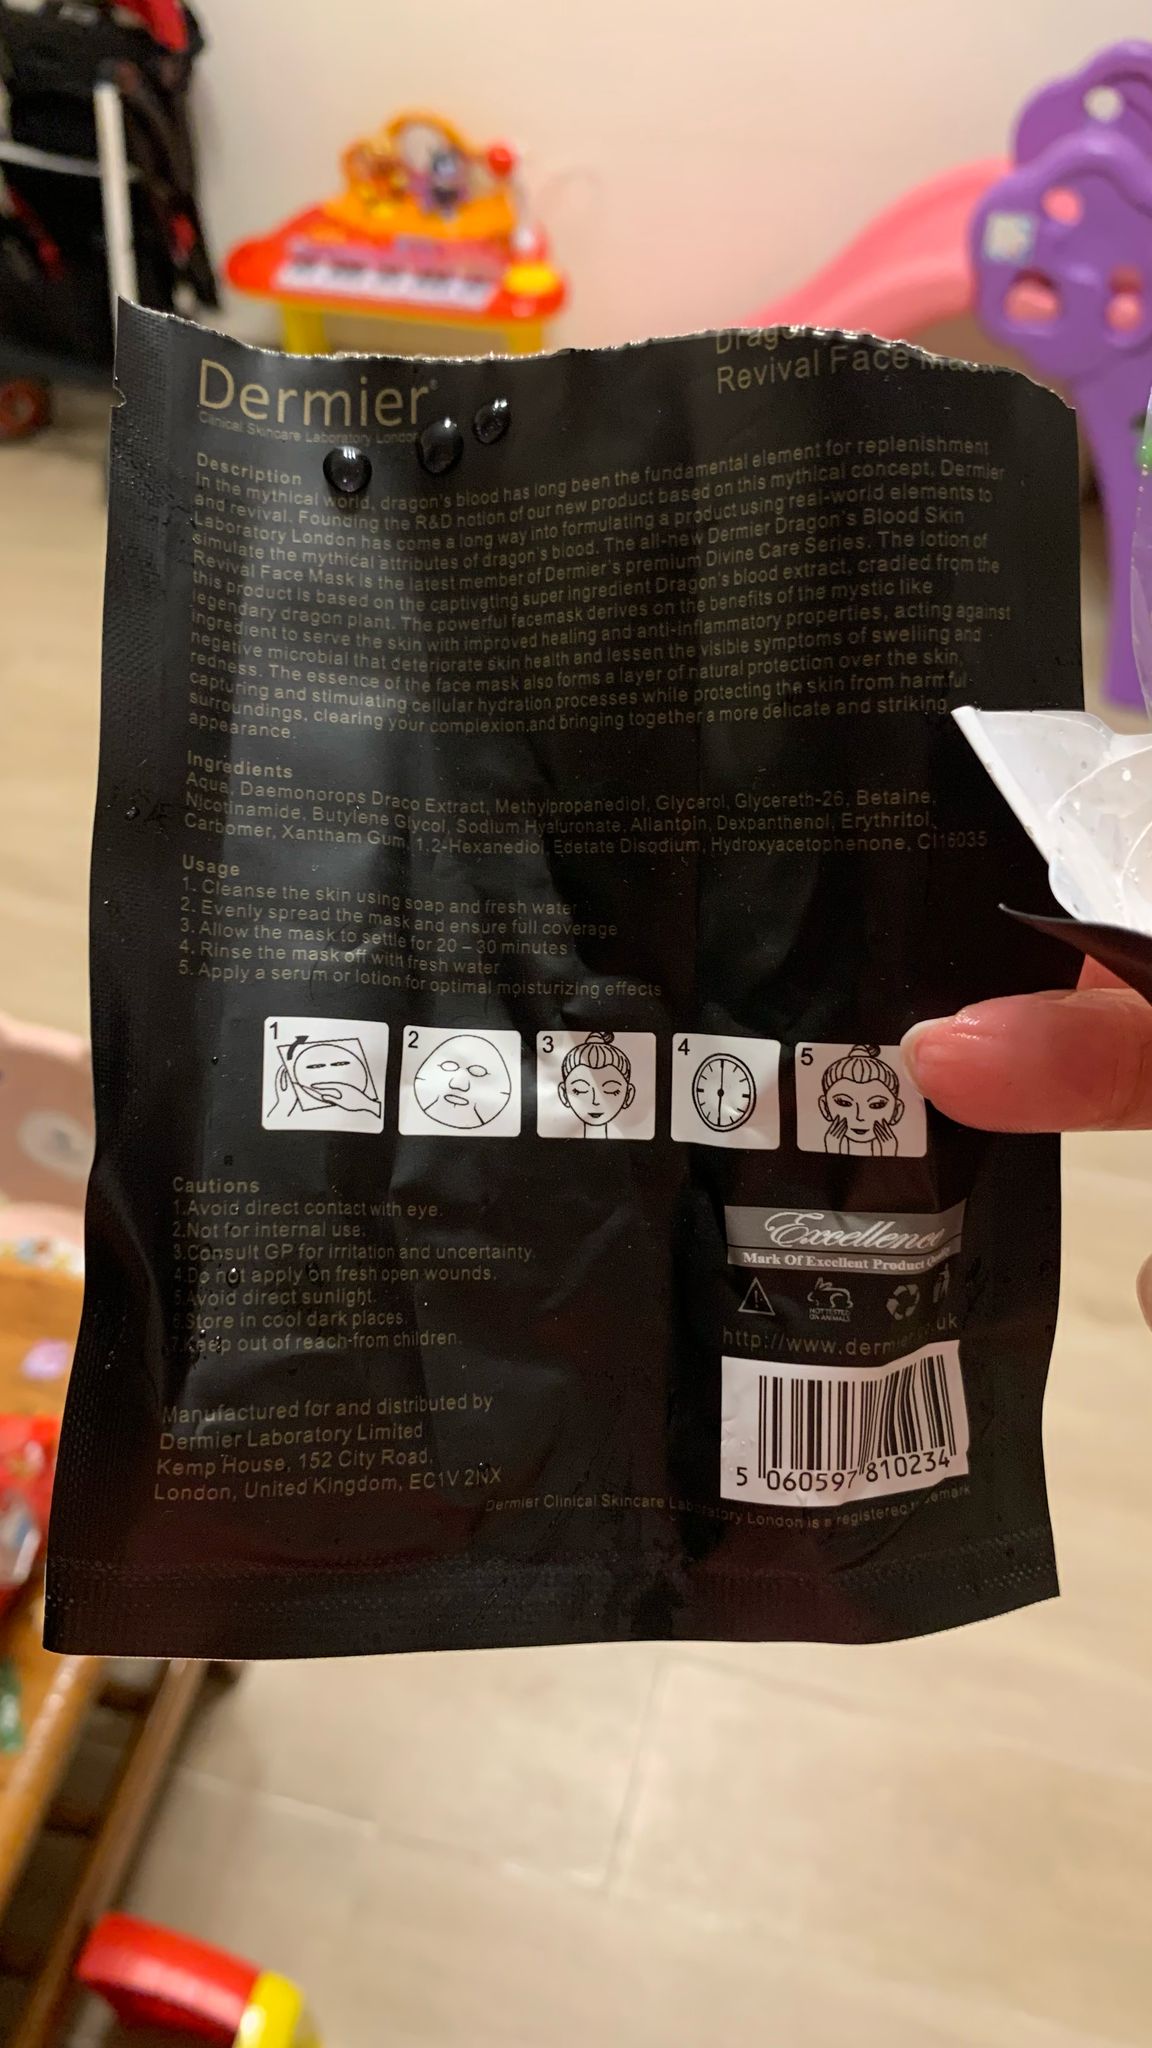 Dermier®
Clinical Skincare Laboratory London
Revival Face Mask
Description
In the mythical world, dragon's blood has long been the fundamental element for replenishment
and revival. Founding the R&D notion of our new product based on this mythical concept, Dermier
Laboratory London has come a long way into formulating a product using real-world elements to
simulate the mythical attributes of dragon's blood. The all-new Dermier Dragon's Blood Skin
Revival Face Mask is the latest member of Dermier's premium Divine Care Series. The lotion of
this product is based on the captivating super ingredient Dragon's blood extract, cradled from the
legendary dragon plant. The powerful facemask derives on the benefits of the mystic like
ingredient to serve the skin with improved healing and anti-inflammatory properties, acting against
negative microbial that deteriorate skin health and lessen the visible symptoms of swelling and
redness. The essence of the face mask also forms a layer of natural protection over the skin,
capturing and stimulating cellular hydration processes while protecting the skin from harmful
surroundings, clearing your complexion,and bringing together a more delicate and striking
appearance.
Ingredients
Aqua, Daemonorops Draco Extract, Methylpropanediol, Glycerol, Glycereth-26, Betaine,
Nicotinamide, Butylene Glycol, Sodium Hyaluronate, Allantoin, Dexpanthenol, Erythritol,
Carbomer, Xantham Gum, 1,2-Hexanediol, Edetate Disodium, Hydroxyacetophenone, CI16035
Usage
1. Cleanse the skin using soap and fresh water
2. Evenly spread the mask and ensure full coverage
3. Allow the mask to settle for 20 – 30 minutes
4. Rinse the mask off with fresh water
5. Apply a serum or lotion for optimal moisturizing effects
1 2 3 4 5
Cautions
1.Avoid direct contact with eye.
2.Not for internal use.
3.Consult GP for irritation and uncertainty.
4.Do not apply on fresh open wounds.
5.Avoid direct sunlight.
6.Store in cool dark places.
7.Keep out of reach-from children.
Excellence
Mark Of Excellent Product
NOT TESTED
ON ANIMALS
http://www.dermier.co.uk
5 060597 810234
Manufactured for and distributed by
Dermier Laboratory Limited
Kemp House, 152 City Road,
London, United Kingdom, EC1V 2NX
Dermier Clinical Skincare Laboratory London is a registered trademark